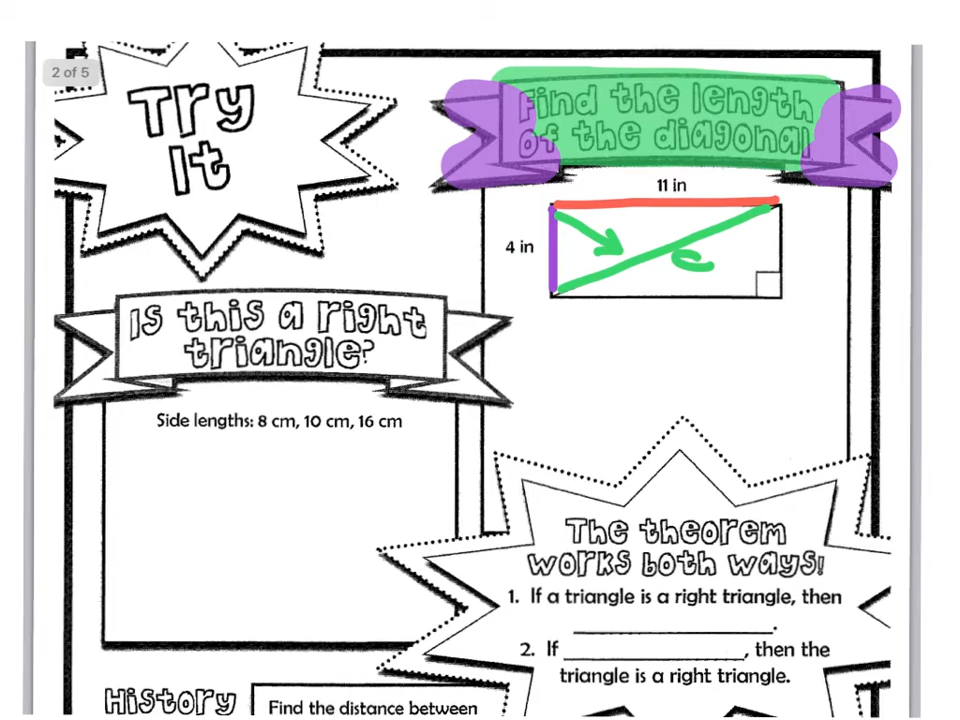 2 of 5
Try
It
Find the length
of the diagonal
11 in
4 in
c
Is this a right
triangle?
Side lengths: 8 cm, 10 cm, 16 cm
The theorem
works both ways!
1. If a triangle is a right triangle, then
____________________.
2. If __________________, then the
triangle is a right triangle.
History
Find the distance between